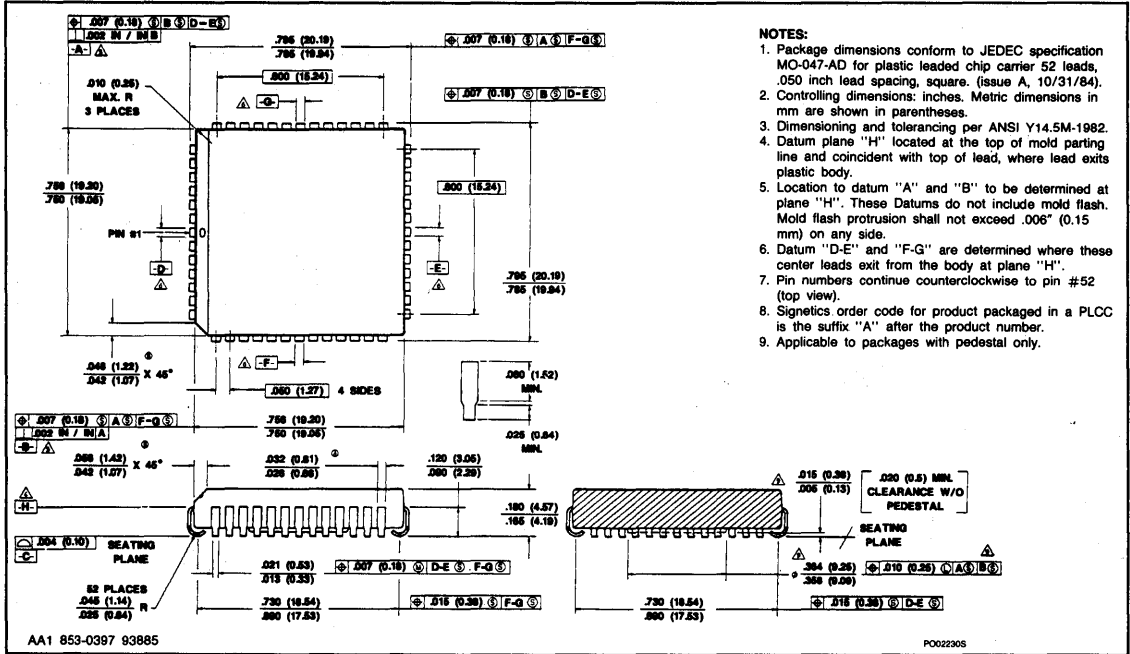 .007 (0.18) Ⓢ B Ⓢ D-E Ⓢ
.002 IN / IN B
-A-
.010 (0.25)
MAX. R
3 PLACES
.795 (20.19)
.785 (19.94)
.600 (15.24)
-G-
.007 (0.18) Ⓢ A Ⓢ F-G Ⓢ
.007 (0.18) Ⓢ B Ⓢ D-E Ⓢ
.756 (19.20)
.750 (19.05)
PIN #1
-D-
.600 (15.24)
-E-
.795 (20.19)
.785 (19.94)
.048 (1.22)
.042 (1.07) X 45°
-F-
.050 (1.27) 4 SIDES
.756 (19.20)
.750 (19.05)
.060 (1.52)
MIN.
.025 (0.64)
MIN.
NOTES:
1. Package dimensions conform to JEDEC specification
MO-047-AD for plastic leaded chip carrier 52 leads,
.050 inch lead spacing, square. (issue A, 10/31/84).
2. Controlling dimensions: inches. Metric dimensions in
mm are shown in parentheses.
3. Dimensioning and tolerancing per ANSI Y14.5M-1982.
4. Datum plane "H" located at the top of mold parting
line and coincident with top of lead, where lead exits
plastic body.
5. Location to datum "A" and "B" to be determined at
plane "H". These Datums do not include mold flash.
Mold flash protrusion shall not exceed .006" (0.15
mm) on any side.
6. Datum "D-E" and "F-G" are determined where these
center leads exit from the body at plane "H".
7. Pin numbers continue counterclockwise to pin #52
(top view).
8. Signetics order code for product packaged in a PLCC
is the suffix "A" after the product number.
9. Applicable to packages with pedestal only.
.007 (0.18) Ⓢ A Ⓢ F-G Ⓢ
.002 IN / IN A
-B-
.056 (1.42)
.042 (1.07) X 45°
.032 (0.81)
.026 (0.66)
.120 (3.05)
.090 (2.29)
-H-
.180 (4.57)
.165 (4.19)
.004 (0.10)
-C-
SEATING
PLANE
52 PLACES
.045 (1.14)
.025 (0.64) R
.021 (0.53)
.013 (0.33)
.007 (0.18) Ⓜ D-E Ⓢ, F-G Ⓢ
.730 (18.54)
.690 (17.53)
.015 (0.38) Ⓢ F-G Ⓢ
.015 (0.38)
.005 (0.13)
.020 (0.5) MIN.
CLEARANCE W/O
PEDESTAL
SEATING
PLANE
.364 (9.25)
.358 (9.09)
.010 (0.25) Ⓛ A Ⓢ B Ⓢ
.730 (18.54)
.690 (17.53)
.015 (0.38) Ⓢ D-E Ⓢ
AA1 853-0397 93885
PO02230S